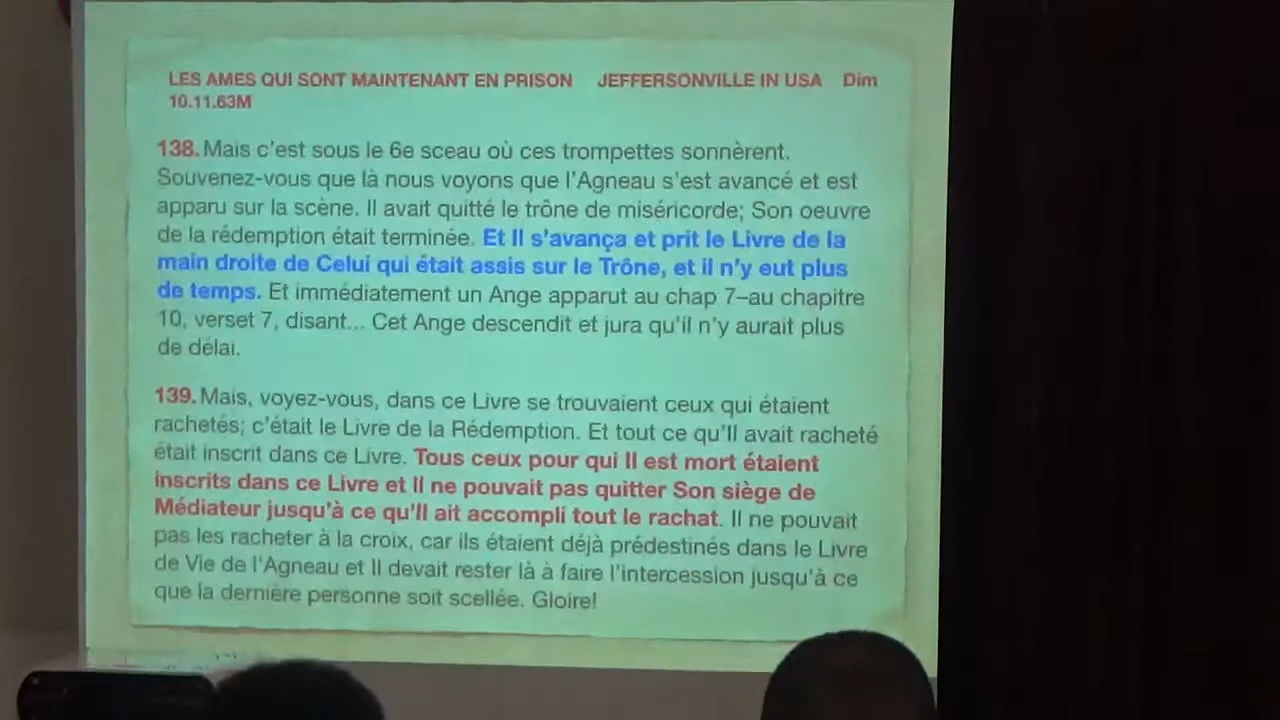 LES AMES QUI SONT MAINTENANT EN PRISON JEFFERSONVILLE IN USA Dim
10.11.63M
138. Mais c'est sous le 6e sceau où ces trompettes sonnèrent.
Souvenez-vous que là nous voyons que l'Agneau s'est avancé et est
apparu sur la scène. Il avait quitté le trône de miséricorde; Son oeuvre
de la rédemption était terminée. Et Il s'avança et prit le Livre de la
main droite de Celui qui était assis sur le Trône, et il n'y eut plus
de temps. Et immédiatement un Ange apparut au chap 7–au chapitre
10, verset 7, disant... Cet Ange descendit et jura qu'il n'y aurait plus
de délai.
139. Mais, voyez-vous, dans ce Livre se trouvaient ceux qui étaient
rachetés; c'était le Livre de la Rédemption. Et tout ce qu'Il avait racheté
était inscrit dans ce Livre. Tous ceux pour qui Il est mort étaient
inscrits dans ce Livre et Il ne pouvait pas quitter Son siège de
Médiateur jusqu'à ce qu'Il ait accompli tout le rachat. Il ne pouvait
pas les racheter à la croix, car ils étaient déjà prédestinés dans le Livre
de Vie de l'Agneau et Il devait rester là à faire l'intercession jusqu'à ce
que la dernière personne soit scellée. Gloire!